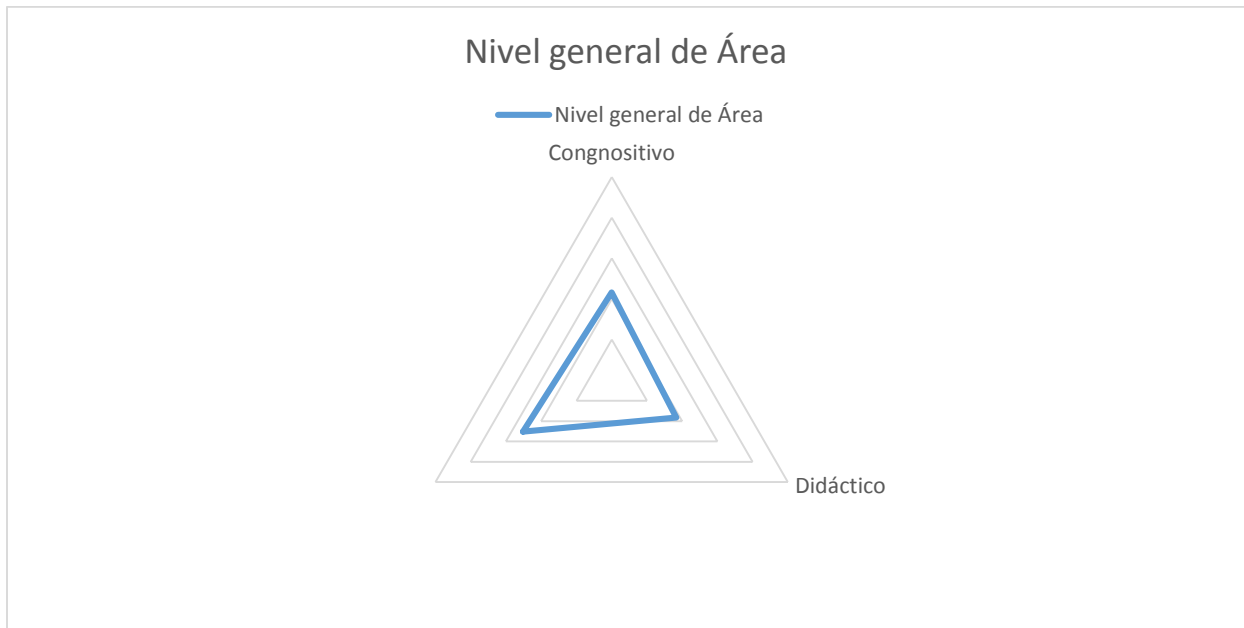 Nivel general de Área
Nivel general de Área
Congnositivo
Didáctico